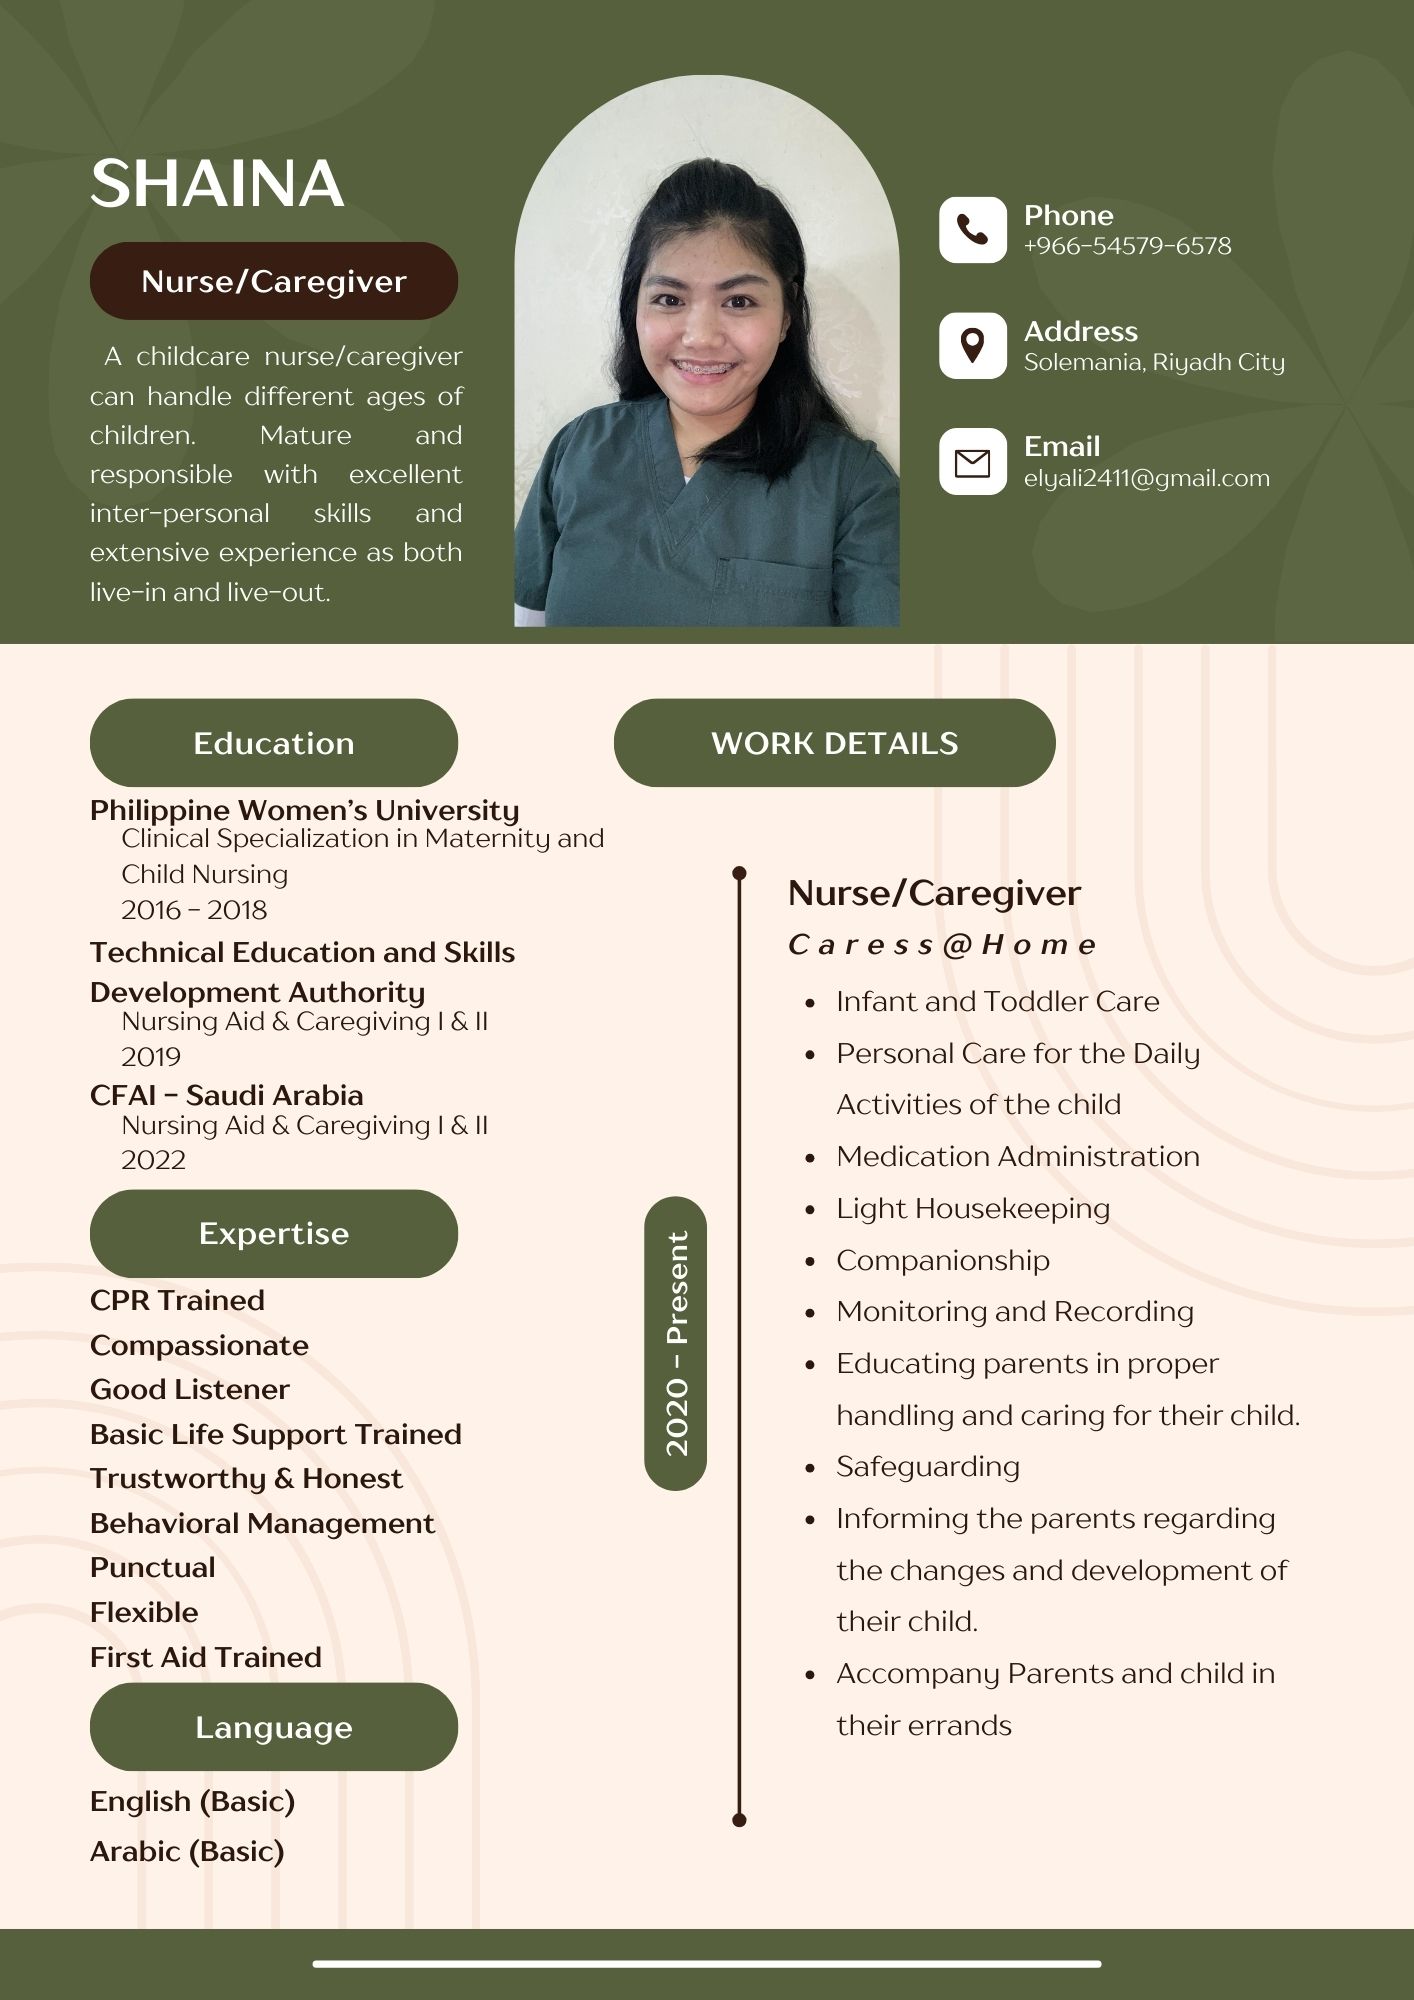 SHAINA
Nurse/Caregiver
A childcare nurse/caregiver
can handle different ages of
children. Mature and
responsible with excellent
inter-personal skills and
extensive experience as both
live-in and live-out.
Phone
+966-54579-6578
Address
Solemania, Riyadh City
Email
elyali2411@gmail.com
Education
Philippine Women's University
Clinical Specialization in Maternity and
Child Nursing
2016 - 2018
Technical Education and Skills
Development Authority
Nursing Aid & Caregiving I & II
2019
CFAI - Saudi Arabia
Nursing Aid & Caregiving I & II
2022
Expertise
CPR Trained
Compassionate
Good Listener
Basic Life Support Trained
Trustworthy & Honest
Behavioral Management
Punctual
Flexible
First Aid Trained
Language
English (Basic)
Arabic (Basic)
WORK DETAILS
2020 - Present
Nurse/Caregiver
Caress@Home
• Infant and Toddler Care
• Personal Care for the Daily
Activities of the child
• Medication Administration
• Light Housekeeping
• Companionship
• Monitoring and Recording
• Educating parents in proper
handling and caring for their child.
• Safeguarding
• Informing the parents regarding
the changes and development of
their child.
• Accompany Parents and child in
their errands